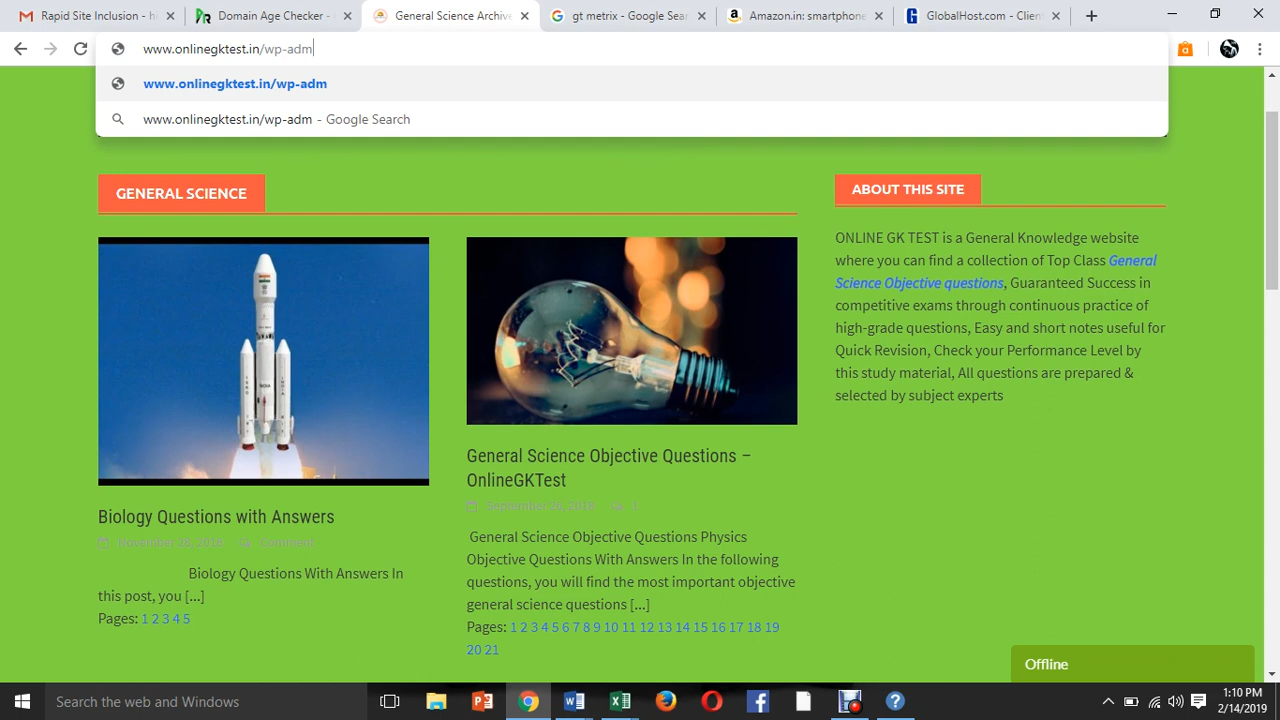 Rapid Site Inclusion - h
Domain Age Checker -
General Science Archive
gt metrix - Google Sear
Amazon.in: smartphone
GlobalHost.com - Client
www.onlinegktest.in/wp-adm
www.onlinegktest.in/wp-adm
www.onlinegktest.in/wp-adm - Google Search
GENERAL SCIENCE
Biology Questions with Answers
November 28, 2018 Comment
Biology Questions With Answers In
this post, you [...]
Pages: 1 2 3 4 5
General Science Objective Questions –
OnlineGKTest
September 26, 2018
General Science Objective Questions Physics
Objective Questions With Answers In the following
questions, you will find the most important objective
general science questions [...]
Pages: 1 2 3 4 5 6 7 8 9 10 11 12 13 14 15 16 17 18 19
20 21
ABOUT THIS SITE
ONLINE GK TEST is a General Knowledge website
where you can find a collection of Top Class General
Science Objective questions, Guaranteed Success in
competitive exams through continuous practice of
high-grade questions, Easy and short notes useful for
Quick Revision, Check your Performance Level by
this study material, All questions are prepared &
selected by subject experts
Offline
Search the web and Windows
1:10 PM
2/14/2019